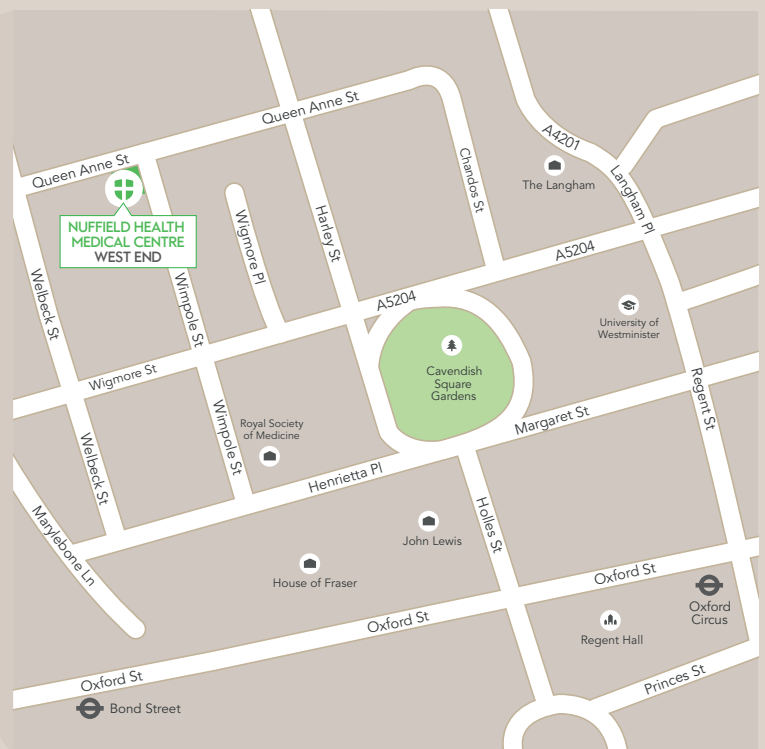 Queen Anne St
A4201
Queen Anne St
Chandos St
The Langham
Langham Pl
NUFFIELD HEALTH
MEDICAL CENTRE
WEST END
Wigmore Pl
Harley St
A5204
Welbeck St
Wimpole St
A5204
University of
Westminister
Cavendish
Square
Gardens
Wigmore St
Regent St
Royal Society
of Medicine
Wimpole St
Margaret St
Welbeck St
Henrietta Pl
Holles St
Marylebone Ln
John Lewis
House of Fraser
Oxford St
Oxford
Circus
Oxford St
Regent Hall
Oxford St
Princes St
Bond Street